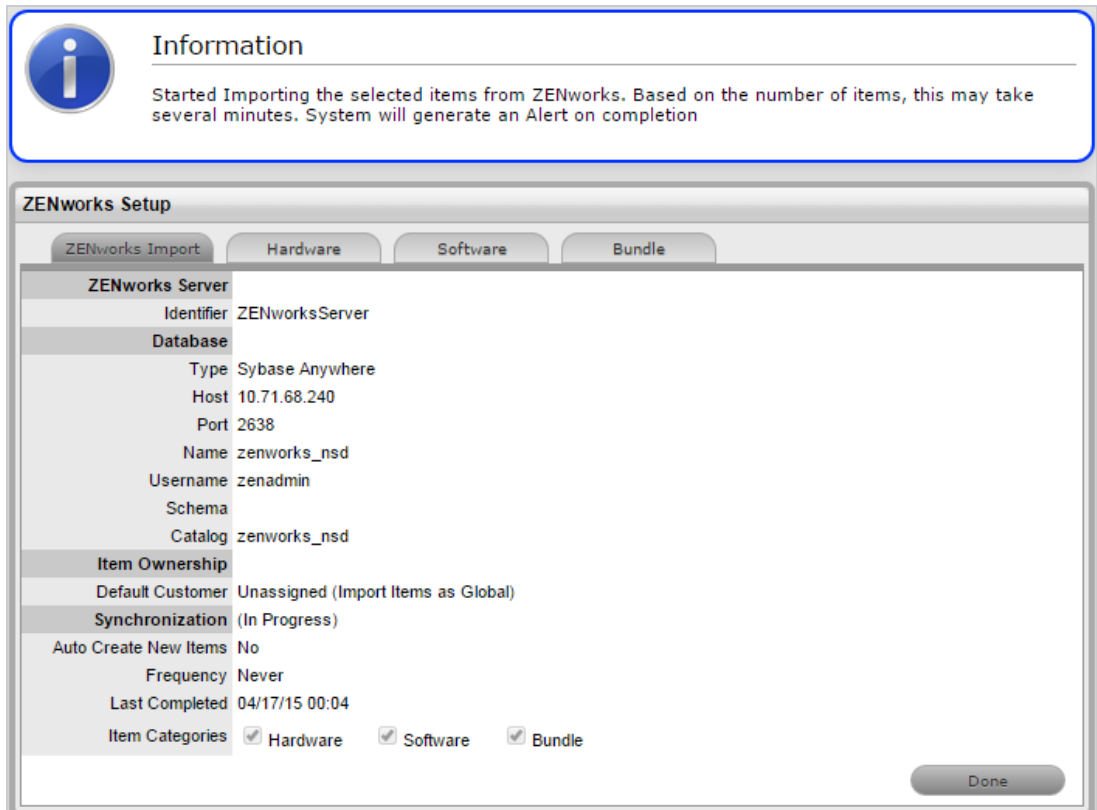 Information
Started Importing the selected items from ZENworks. Based on the number of items, this may take
several minutes. System will generate an Alert on completion
ZENworks Setup
ZENworks Import Hardware Software Bundle
ZENworks Server
Identifier ZENworksServer
Database
Type Sybase Anywhere
Host 10.71.68.240
Port 2638
Name zenworks_nsd
Username zenadmin
Schema
Catalog zenworks_nsd
Item Ownership
Default Customer Unassigned (Import Items as Global)
Synchronization (In Progress)
Auto Create New Items No
Frequency Never
Last Completed 04/17/15 00:04
Item Categories Hardware Software Bundle
Done